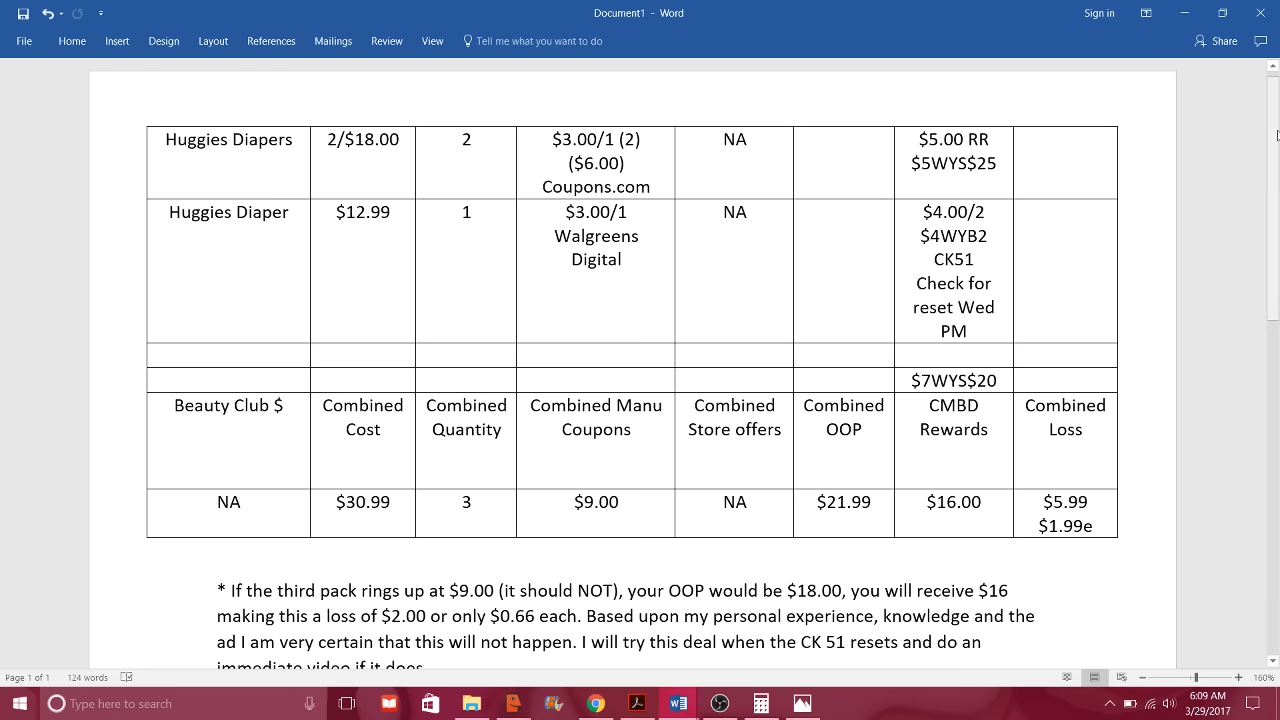 Document1 - Word
Sign in
File Home Insert Design Layout References Mailings Review View Tell me what you want to do Share
Huggies Diapers 2/$18.00 2 $3.00/1 (2) NA $5.00 RR
($6.00) $5WYS$25
Coupons.com
Huggies Diaper $12.99 1 $3.00/1 NA $4.00/2
Walgreens $4WYB2
Digital CK51
Check for
reset Wed
PM
$7WYS$20
Beauty Club $ Combined Combined Combined Manu Combined Combined CMBD Combined
Cost Quantity Coupons Store offers OOP Rewards Loss
NA $30.99 3 $9.00 NA $21.99 $16.00 $5.99
$1.99e
* If the third pack rings up at $9.00 (it should NOT), your OOP would be $18.00, you will receive $16
making this a loss of $2.00 or only $0.66 each. Based upon my personal experience, knowledge and the
ad I am very certain that this will not happen. I will try this deal when the CK 51 resets and do an
immediate video if it does
Page 1 of 1 124 words 160%
Type here to search
6:09 AM
3/29/2017